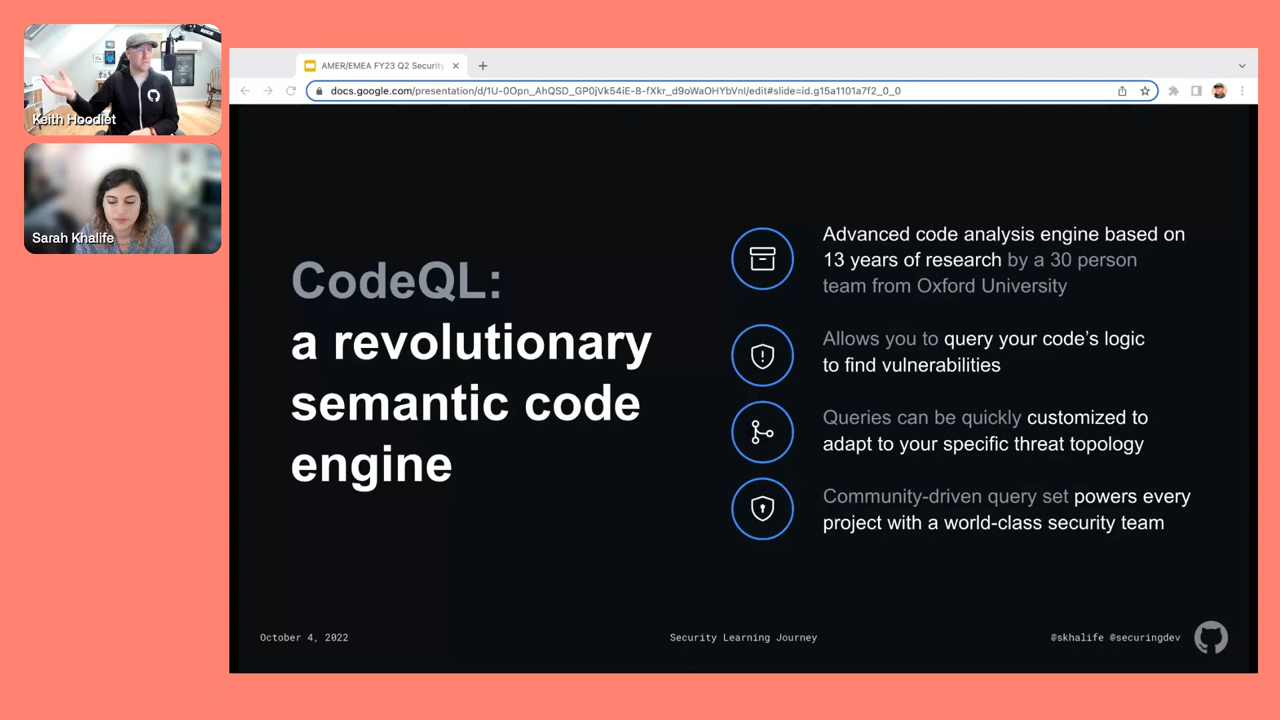 Keith Hoodlet
Sarah Khalife
AMER/EMEA FY23 Q2 Security
docs.google.com/presentation/d/1U-0Opn_AhQSD_GP0jVk54iE-8-fXkr_d9oWaOHYbVnI/edit#slide=id.g15a1101a7f2_0_0
CodeQL:
a revolutionary
semantic code
engine
Advanced code analysis engine based on
13 years of research by a 30 person
team from Oxford University
Allows you to query your code's logic
to find vulnerabilities
Queries can be quickly customized to
adapt to your specific threat topology
Community-driven query set powers every
project with a world-class security team
October 4, 2022
Security Learning Journey
@skhalife @securingdev